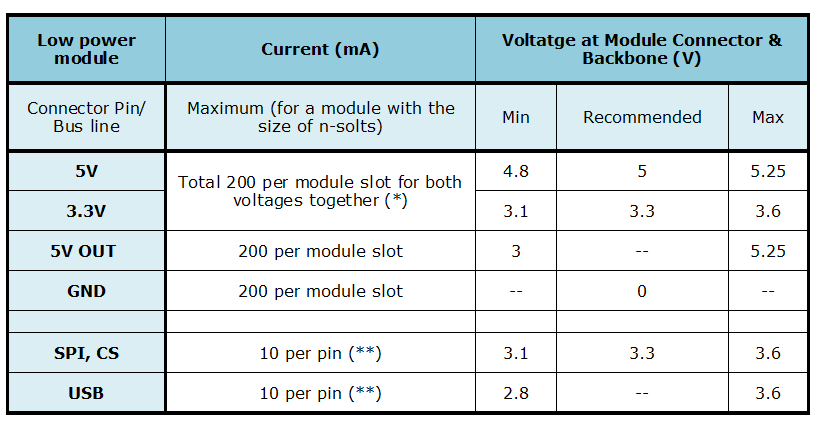 Low power module
Current (mA)
Voltatge at Module Connector & Backbone (V)
Connector Pin/ Bus line
Maximum (for a module with the size of n-solts)
Min
Recommended
Max
5V
Total 200 per module slot for both voltages together (*)
4.8
5
5.25
3.3V
3.1
3.3
3.6
5V OUT
200 per module slot
3
--
5.25
GND
200 per module slot
--
0
--
SPI, CS
10 per pin (**)
3.1
3.3
3.6
USB
10 per pin (**)
2.8
--
3.6